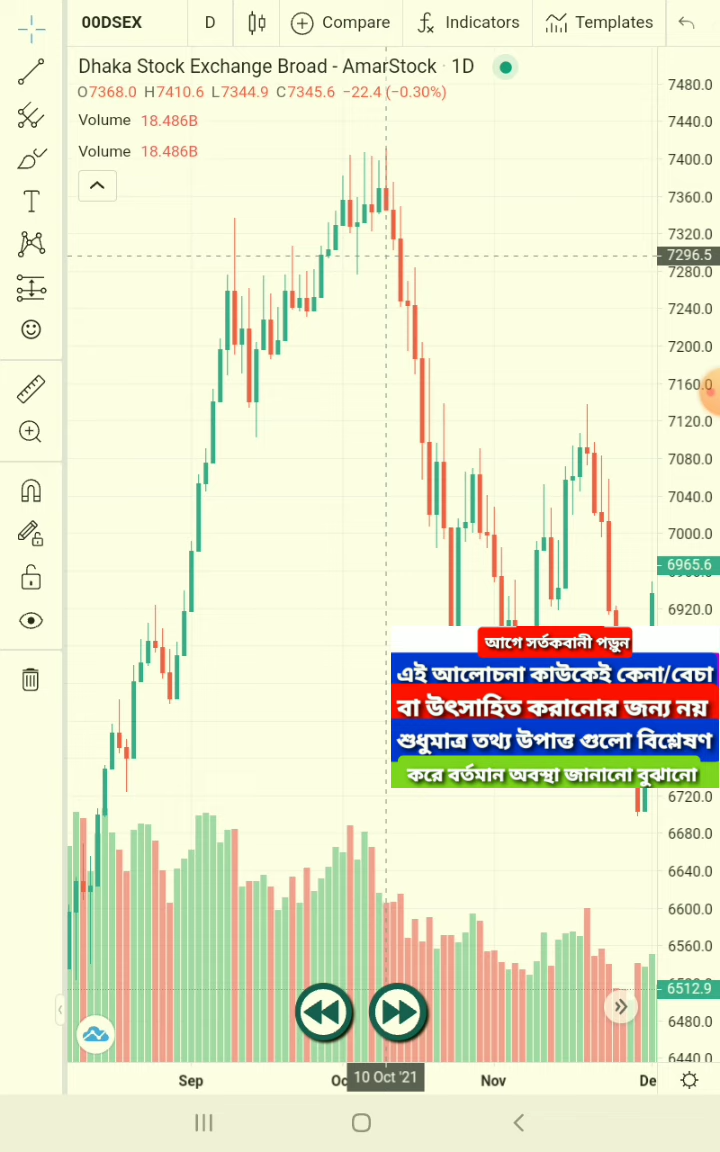 00DSEX D Compare Indicators Templates
Dhaka Stock Exchange Broad - AmarStock · 1D
O7368.0 H7410.6 L7344.9 C7345.6 −22.4 (−0.30%)
Volume 18.486B
Volume 18.486B
7480.0
7440.0
7400.0
7360.0
7320.0
7296.5
7280.0
7240.0
7200.0
7160.0
7120.0
7080.0
7040.0
7000.0
6965.6
6920.0
আগে সর্তকবানী পড়ুন
এই আলোচনা কাউকেই কেনা/বেচা
বা উৎসাহিত করানোর জন্য নয়
শুধুমাত্র তথ্য উপাত্ত গুলো বিশ্লেষণ
করে বর্তমান অবস্থা জানানো বুঝানো
6720.0
6680.0
6640.0
6600.0
6560.0
6512.9
6480.0
6440.0
Sep 10 Oct '21 Nov De